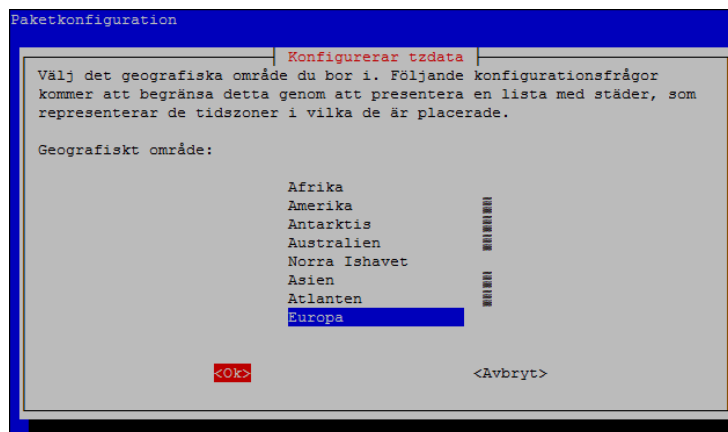 Paketkonfiguration
Konfigurerar tzdata
Välj det geografiska område du bor i. Följande konfigurationsfrågor
kommer att begränsa detta genom att presentera en lista med städer, som
representerar de tidszoner i vilka de är placerade.
Geografiskt område:
Afrika
Amerika
Antarktis
Australien
Norra Ishavet
Asien
Atlanten
Europa
<Ok> <Avbryt>